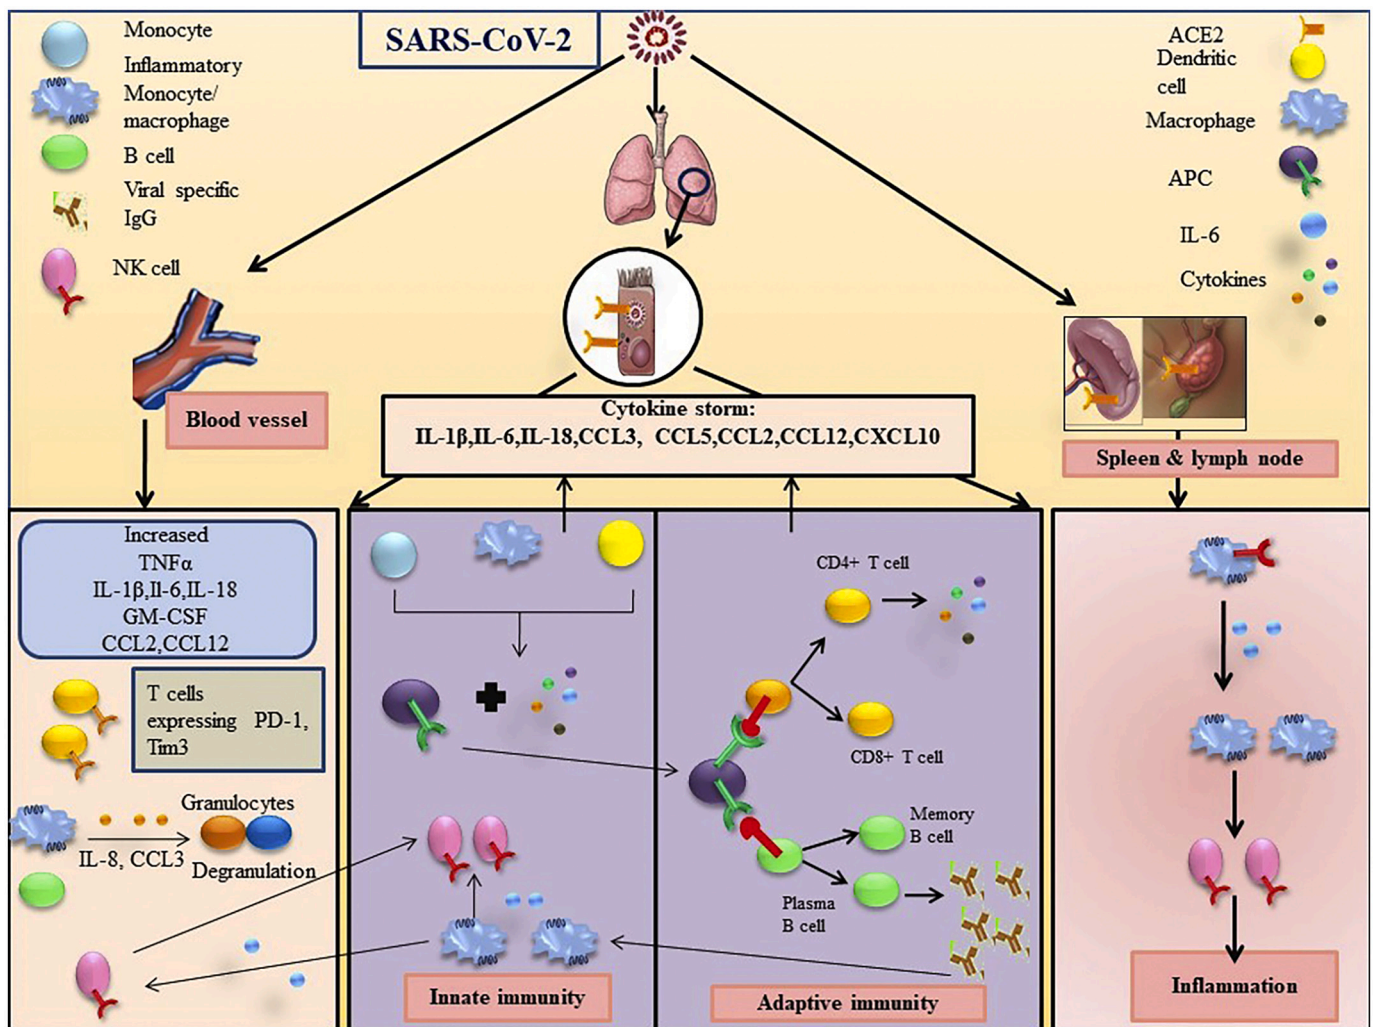 SARS-CoV-2
Monocyte
Inflammatory
Monocyte/
macrophage
B cell
Viral specific
IgG
NK cell
ACE2
Dendritic
cell
Macrophage
APC
IL-6
Cytokines
Blood vessel
Cytokine storm:
IL-1β,IL-6,IL-18,CCL3, CCL5,CCL2,CCL12,CXCL10
Spleen & lymph node
Increased
TNFα
IL-1β,Il-6,IL-18
GM-CSF
CCL2,CCL12
T cells
expressing PD-1,
Tim3
Granulocytes
IL-8, CCL3
Degranulation
Innate immunity
CD4+ T cell
CD8+ T cell
Memory
B cell
Plasma
B cell
Adaptive immunity
Inflammation